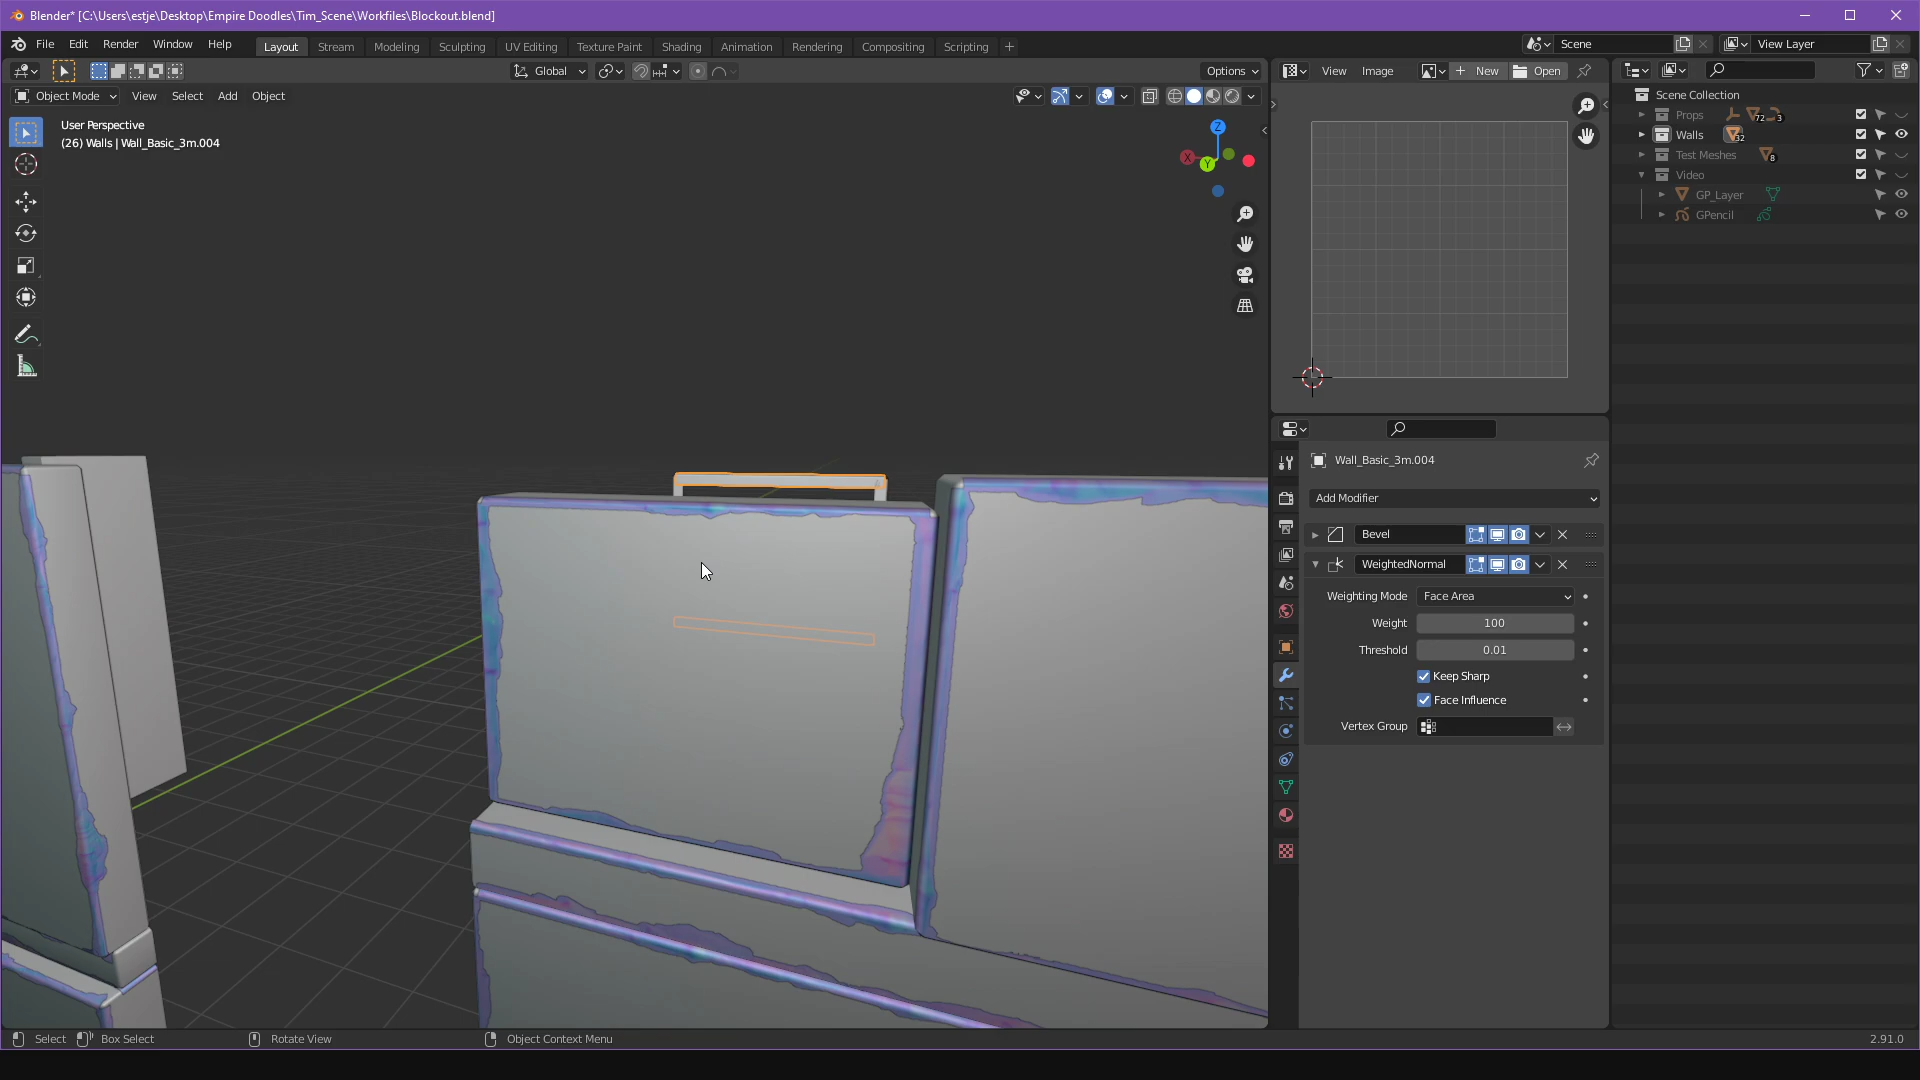 Blender* [C:\Users\estje\Desktop\Empire Doodles\Tim_Scene\Workfiles\Blockout.blend]
File Edit Render Window Help Layout Stream Modeling Sculpting UV Editing Texture Paint Shading Animation Rendering Compositing Scripting + Scene View Layer
Global Options
View Image New Open
Object Mode View Select Add Object
User Perspective
(26) Walls | Wall_Basic_3m.004
Z
X
Y
Scene Collection
Props 72 3
Walls 32
Test Meshes 8
Video
GP_Layer
GPencil
Wall_Basic_3m.004
Add Modifier
Bevel
WeightedNormal
Weighting Mode Face Area
Weight 100
Threshold 0.01
Keep Sharp
Face Influence
Vertex Group
Select Box Select Rotate View Object Context Menu 2.91.0